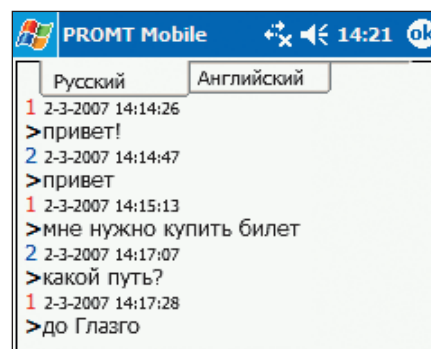 PROMT Mobile 14:21 ok
Русский Английский
1 2-3-2007 14:14:26
>привет!
2 2-3-2007 14:14:47
>привет
1 2-3-2007 14:15:13
>мне нужно купить билет
2 2-3-2007 14:17:07
>какой путь?
1 2-3-2007 14:17:28
>до Глазго